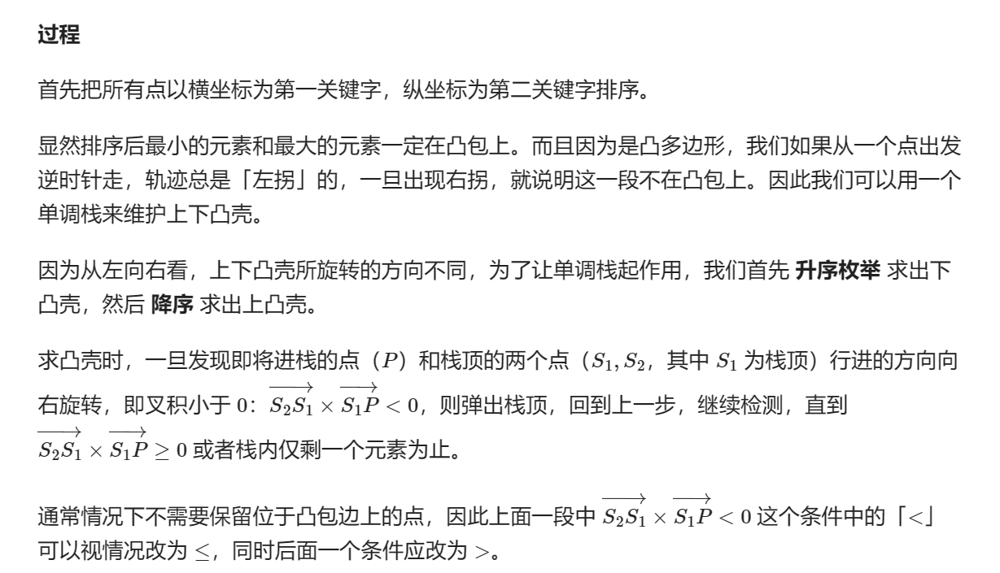 过程
首先把所有点以横坐标为第一关键字，纵坐标为第二关键字排序。
显然排序后最小的元素和最大的元素一定在凸包上。而且因为是凸多边形，我们如果从一个点出发
逆时针走，轨迹总是「左拐」的，一旦出现右拐，就说明这一段不在凸包上。因此我们可以用一个
单调栈来维护上下凸壳。
因为从左向右看，上下凸壳所旋转的方向不同，为了让单调栈起作用，我们首先 升序枚举 求出下
凸壳，然后 降序 求出上凸壳。
求凸壳时，一旦发现即将进栈的点（$P$）和栈顶的两个点（$S_1, S_2$，其中 $S_1$ 为栈顶）行进的方向向
右旋转，即叉积小于 $0$：$\overrightarrow{S_2S_1} \times \overrightarrow{S_1P} < 0$，则弹出栈顶，回到上一步，继续检测，直到
$\overrightarrow{S_2S_1} \times \overrightarrow{S_1P} \ge 0$ 或者栈内仅剩一个元素为止。
通常情况下不需要保留位于凸包边上的点，因此上面一段中 $\overrightarrow{S_2S_1} \times \overrightarrow{S_1P} < 0$ 这个条件中的「$<$」
可以视情况改为 $\le$，同时后面一个条件应改为 $>$。